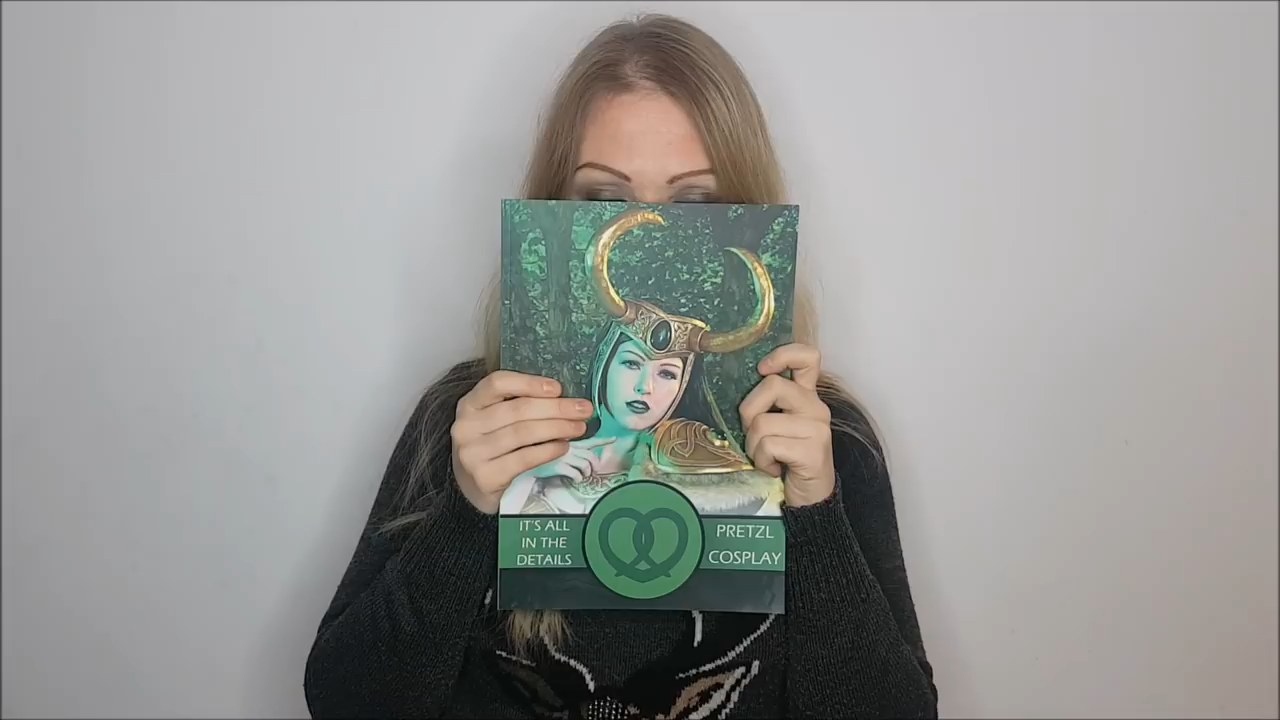 IT'S ALL
IN THE
DETAILS
PRETZL
COSPLAY